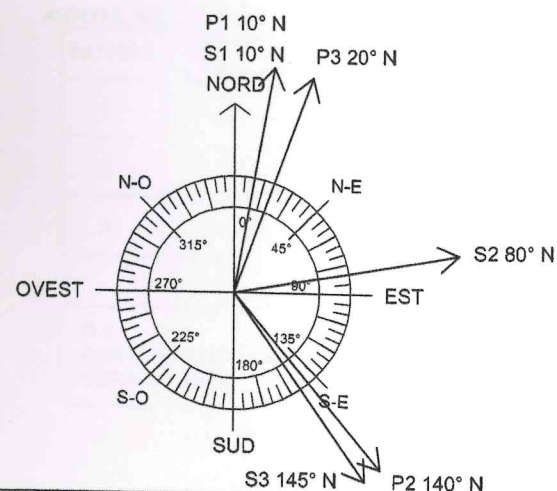 P1 10° N
S1 10° N
P3 20° N
NORD
N-O
N-E
0°
315°
45°
S2 80° N
OVEST
270°
90°
EST
225°
135°
180°
S-O
S-E
SUD
S3 145° N
P2 140° N